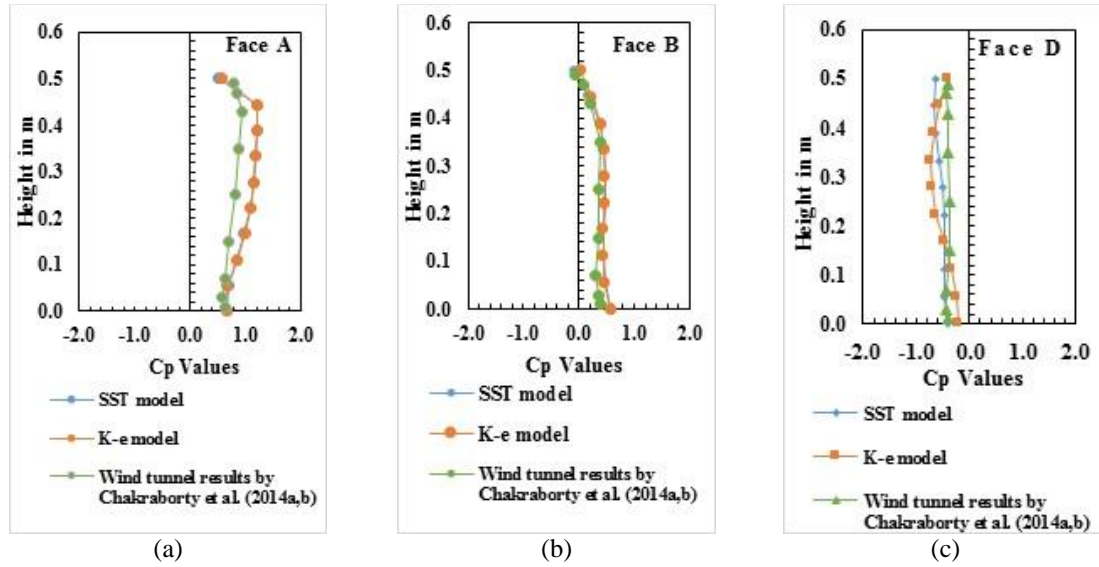 Face A
0.6
0.5
0.4
0.3
0.2
0.1
0.0
Height in m
2.0 1.0 0.0 1.0 2.0
Cp Values
SST model
K-e model
Wind tunnel results by
Chakraborty et al. (2014a,b)
(a)
Face B
0.6
0.5
0.4
0.3
0.2
0.1
0.0
Height in m
-2.0 -1.0 0.0 1.0 2.0
Cp Values
SST model
K-e model
Wind tunnel results by
Chakraborty et al. (2014a,b)
(b)
Face D
0.6
0.5
0.4
0.3
0.2
0.1
0.0
Height in m
-2.0 -1.0 0.0 1.0 2.0
Cp Values
SST model
K-e model
Wind tunnel results by
Chakraborty et al. (2014a,b)
(c)